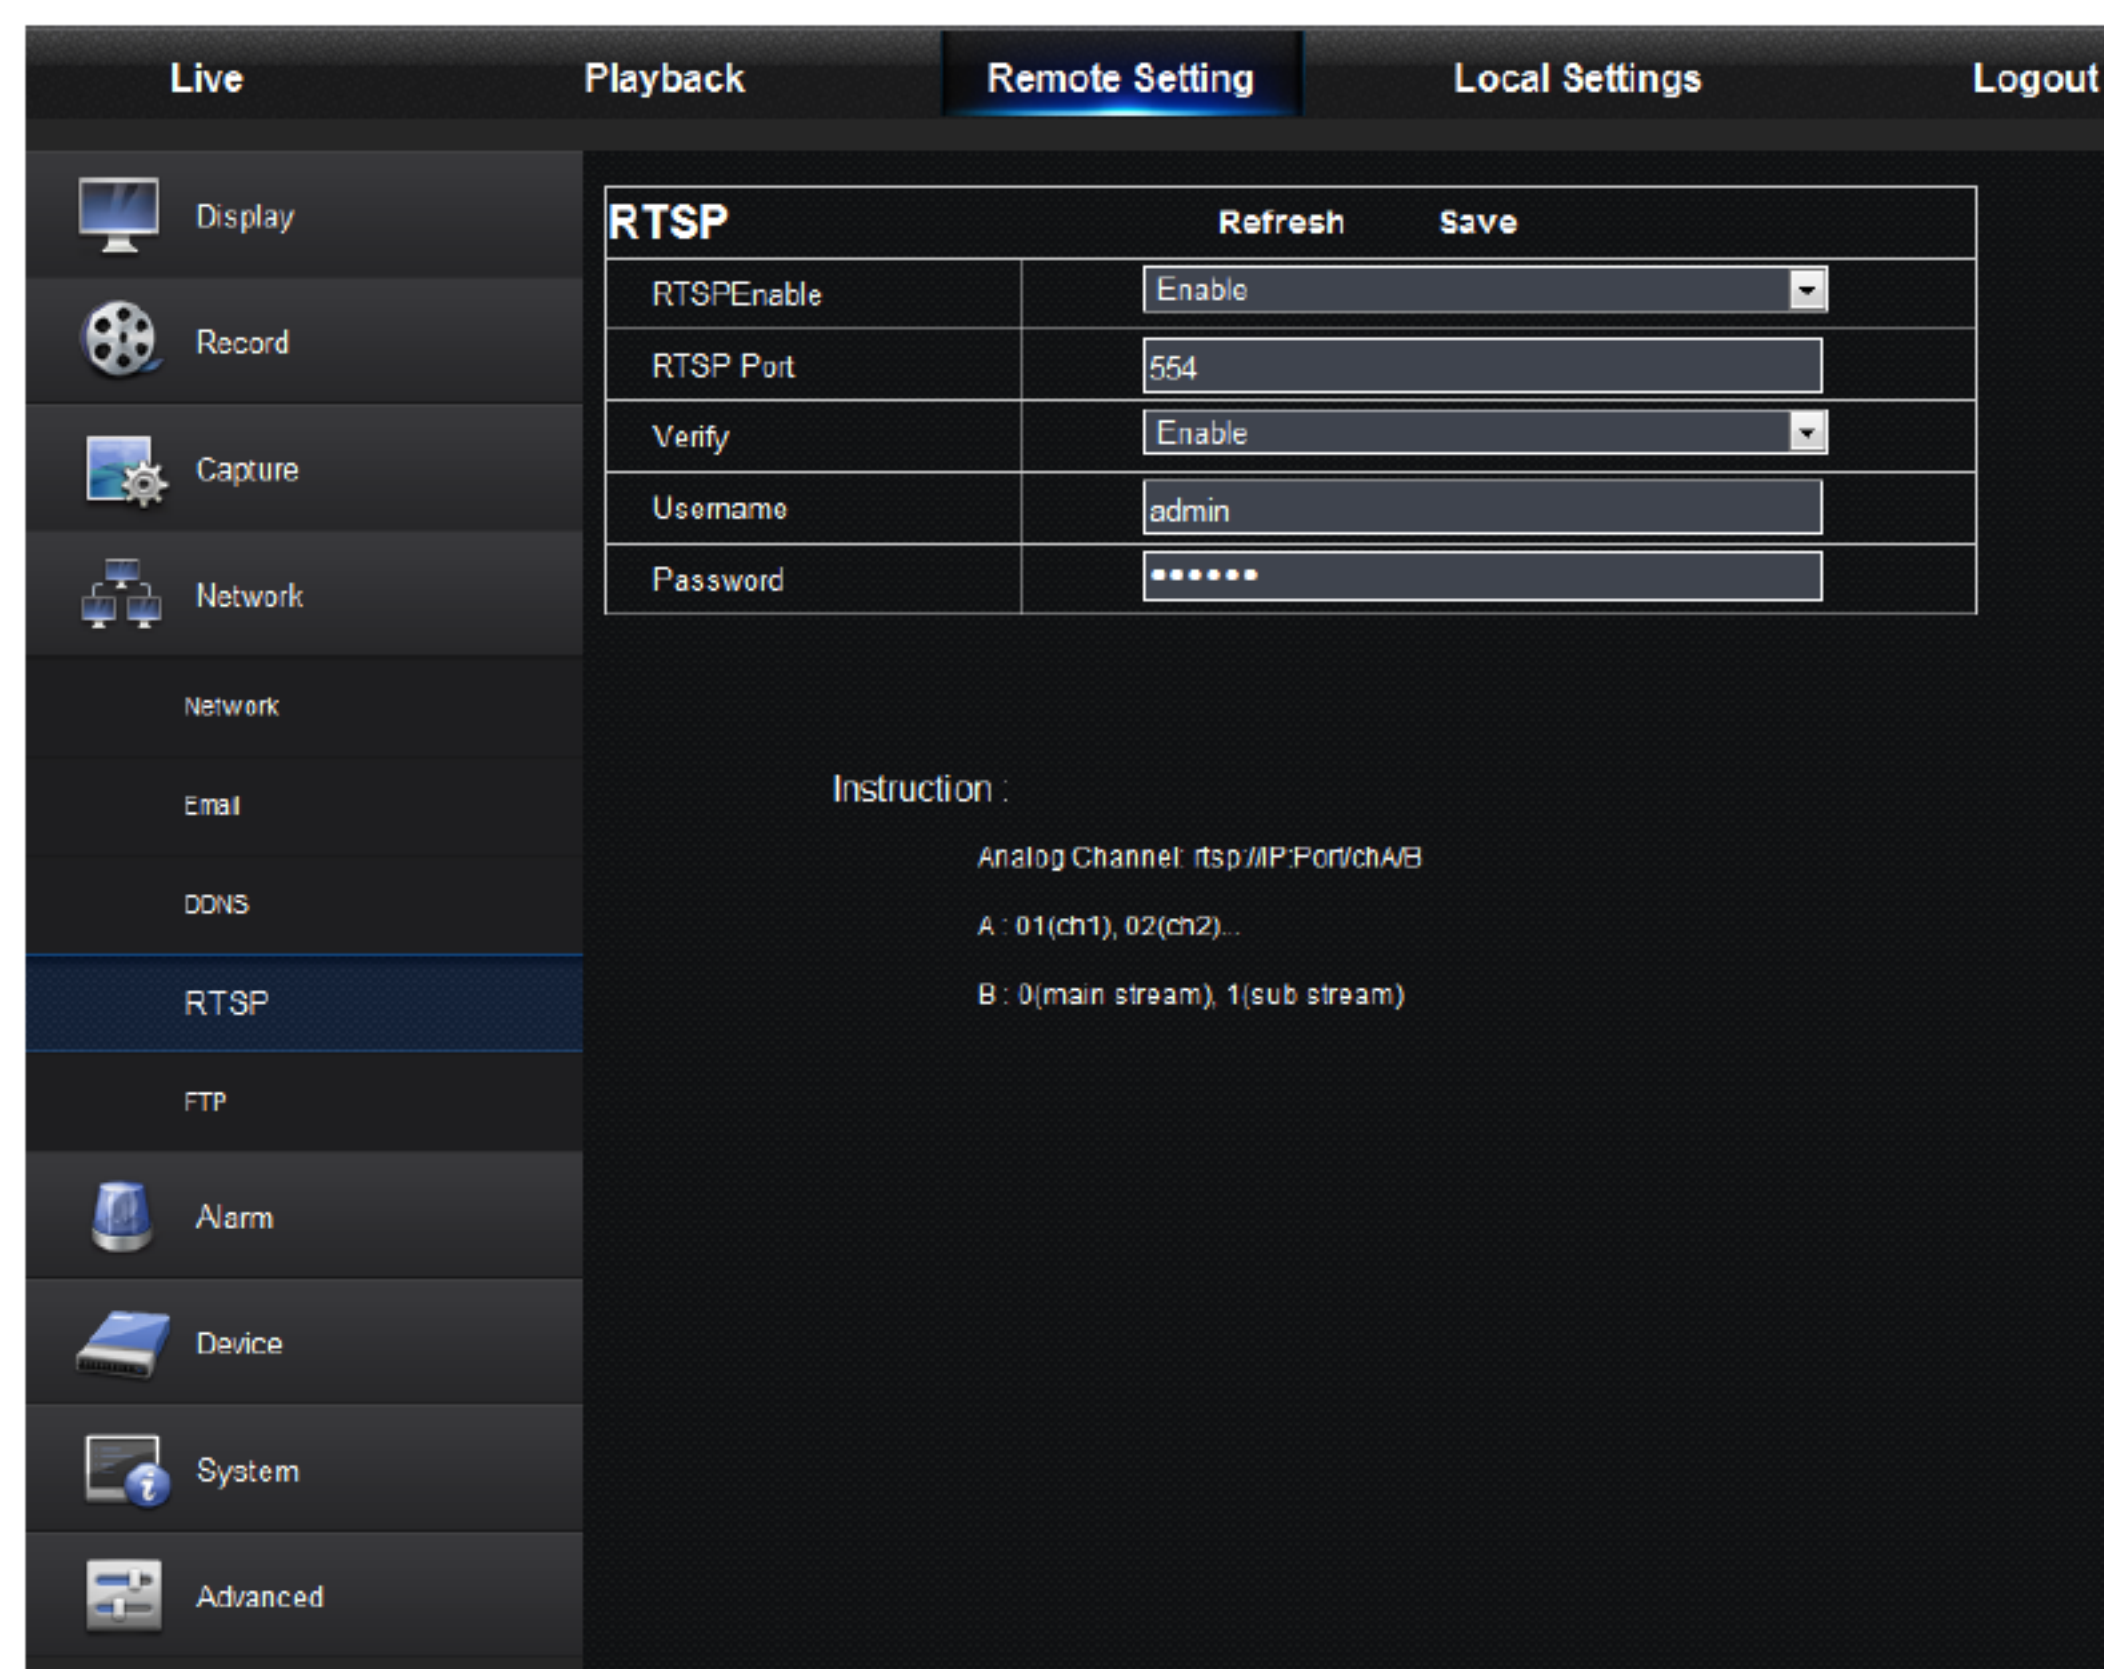 Live Playback Remote Setting Local Settings Logout
Display
Record
Capture
Network
Network
Email
DDNS
RTSP
FTP
Alarm
Device
System
Advanced
RTSP Refresh Save
RTSPEnable Enable
RTSP Port 554
Verify Enable
Username admin
Password ••••••
Instruction :
Analog Channel: rtsp://IP:Port/chA/B
A : 01(ch1), 02(ch2)...
B : 0(main stream), 1(sub stream)